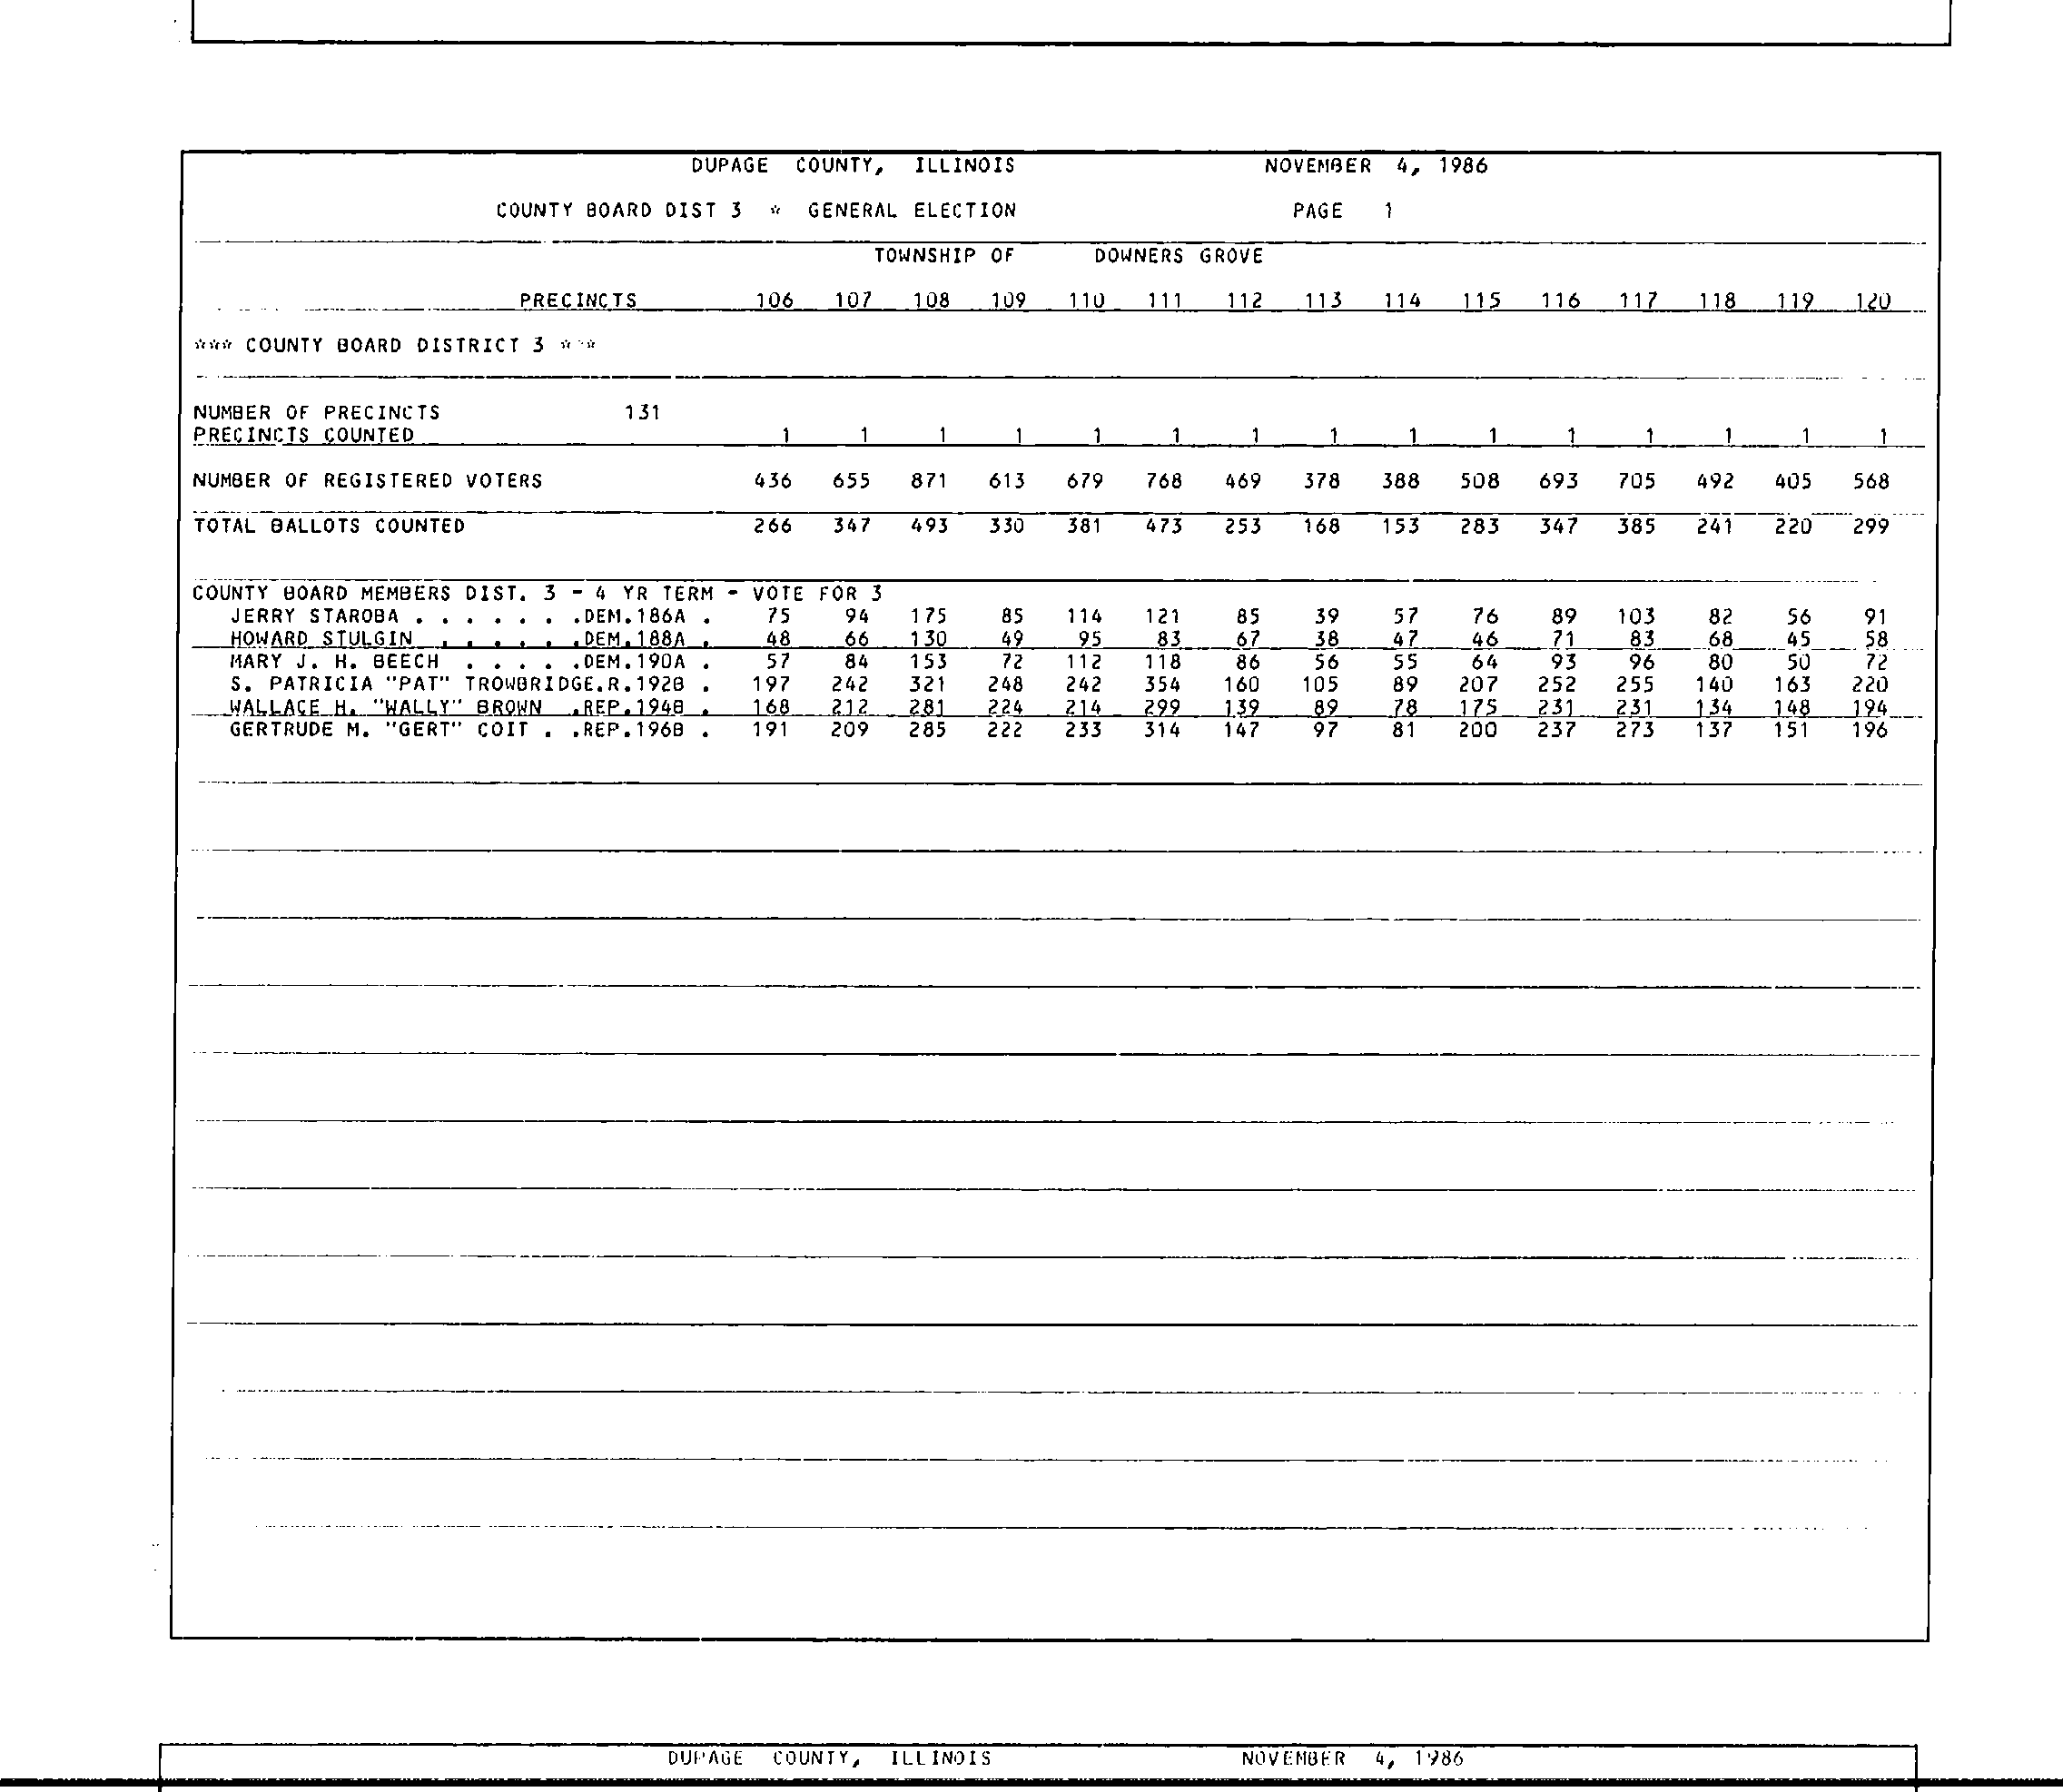 DUPAGE COUNTY, ILLINOIS NOVEMBER 4, 1986
COUNTY BOARD DIST 3 * GENERAL ELECTION PAGE 1
TOWNSHIP OF DOWNERS GROVE
PRECINCTS 106 107 108 109 110 111 112 113 114 115 116 117 118 119 120
*** COUNTY BOARD DISTRICT 3 ***
NUMBER OF PRECINCTS 131
PRECINCTS COUNTED 1 1 1 1 1 1 1 1 1 1 1 1 1 1 1
NUMBER OF REGISTERED VOTERS 436 655 871 613 679 768 469 378 388 508 693 705 492 405 568
TOTAL BALLOTS COUNTED 266 347 493 330 381 473 253 168 153 283 347 385 241 220 299
COUNTY BOARD MEMBERS DIST. 3 - 4 YR TERM - VOTE FOR 3
JERRY STAROBA . . . . . . .DEM.186A . 75 94 175 85 114 121 85 39 57 76 89 103 82 56 91
HOWARD STULGIN . . . . . .DEM.188A . 48 66 130 49 95 83 67 38 47 46 71 83 68 45 58
MARY J. H. BEECH . . . . .DEM.190A . 57 84 153 72 112 118 86 56 55 64 93 96 80 50 72
S. PATRICIA "PAT" TROWBRIDGE.R.192B . 197 242 321 248 242 354 160 105 89 207 252 255 140 163 220
WALLACE H. "WALLY" BROWN .REP.194B . 168 212 281 224 214 299 139 89 78 175 231 231 134 148 194
GERTRUDE M. "GERT" COIT . .REP.196B . 191 209 285 222 233 314 147 97 81 200 237 273 137 151 196
DUPAGE COUNTY, ILLINOIS NOVEMBER 4, 1986